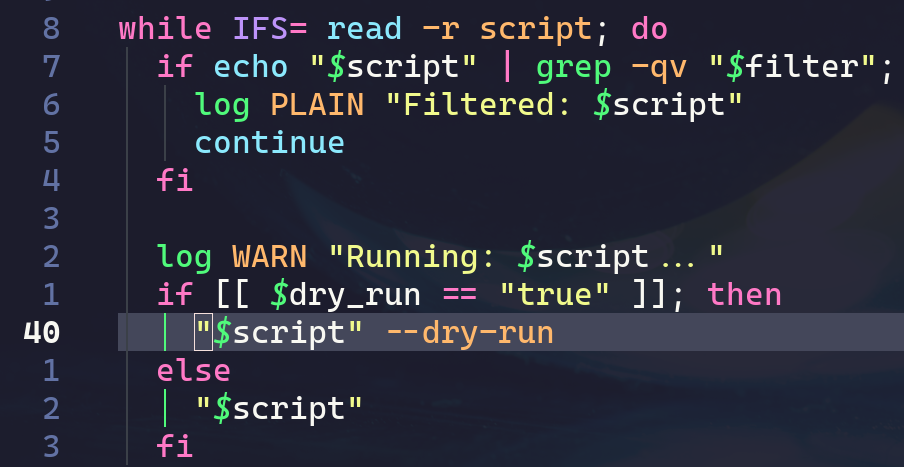 8 while IFS= read -r script; do
7 if echo "$script" | grep -qv "$filter";
6 log PLAIN "Filtered: $script"
5 continue
4 fi
3
2 log WARN "Running: $script..."
1 if [[ $dry_run == "true" ]]; then
40 "$script" --dry-run
1 else
2 "$script"
3 fi